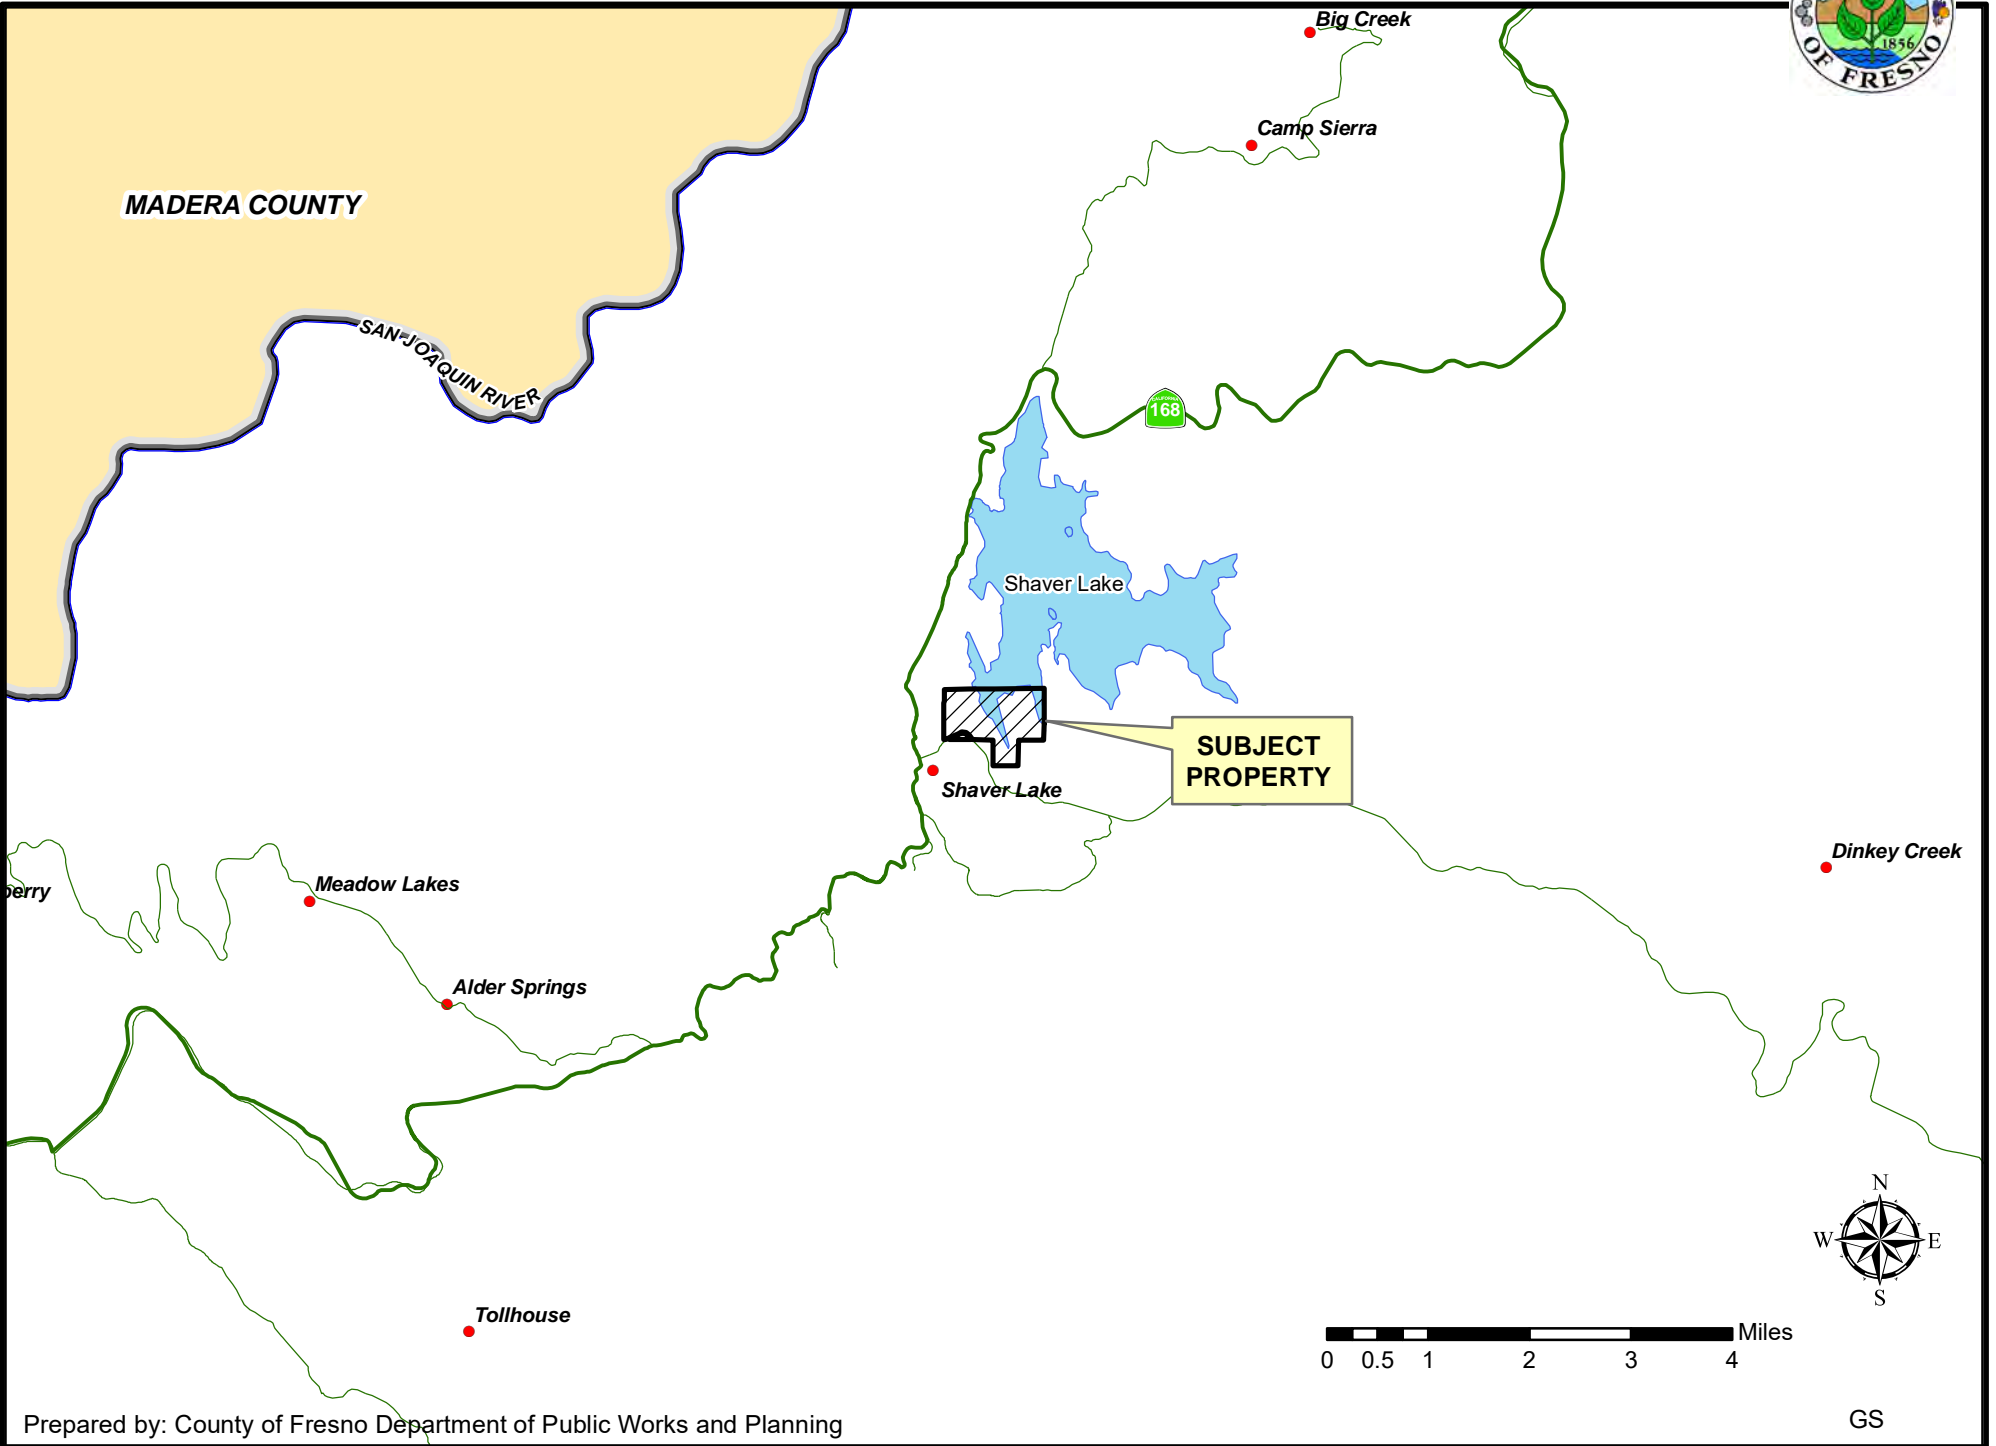 Big Creek
1856
OF FRESNO
Camp Sierra
MADERA COUNTY
SAN JOAQUIN RIVER
CALIFORNIA
168
Shaver Lake
SUBJECT
PROPERTY
Shaver Lake
Dinkey Creek
berry
Meadow Lakes
Alder Springs
N
W E
S
Tollhouse
Miles
0 0.5 1 2 3 4
Prepared by: County of Fresno Department of Public Works and Planning
GS